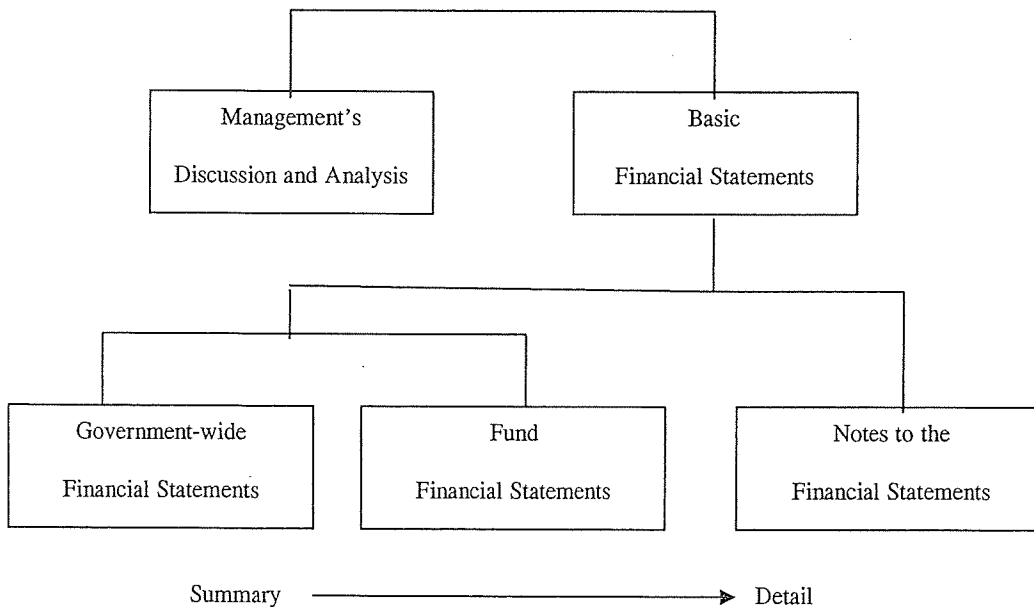 Management's
Discussion and Analysis
Basic
Financial Statements
Government-wide
Financial Statements
Fund
Financial Statements
Notes to the
Financial Statements
Summary
Detail